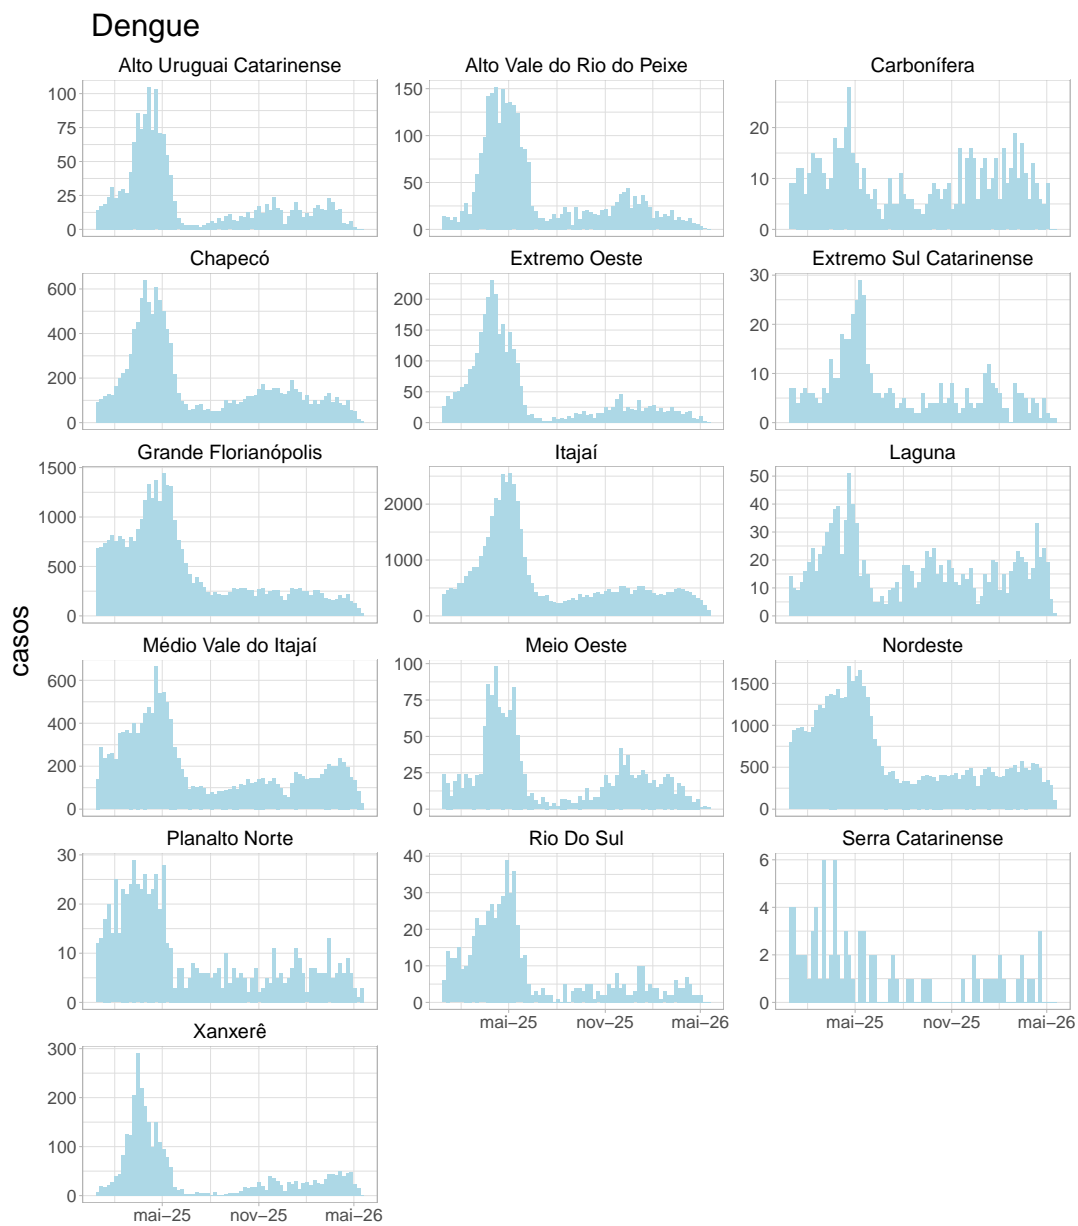 Dengue
Alto Uruguai Catarinense
Alto Vale do Rio do Peixe
Carbonífera
100
75
50
25
0
150
100
50
0
20
10
0
Chapecó
Extremo Oeste
Extremo Sul Catarinense
600
400
200
0
200
150
100
50
0
30
20
10
0
Grande Florianópolis
Itajaí
Laguna
1500
1000
500
0
2000
1000
0
50
40
30
20
10
0
casos
Médio Vale do Itajaí
Meio Oeste
Nordeste
600
400
200
0
100
75
50
25
0
1500
1000
500
0
Planalto Norte
Rio Do Sul
Serra Catarinense
30
20
10
0
40
30
20
10
0
6
4
2
0
mai−25
nov−25
mai−26
mai−25
nov−25
mai−26
Xanxerê
300
200
100
0
mai−25
nov−25
mai−26